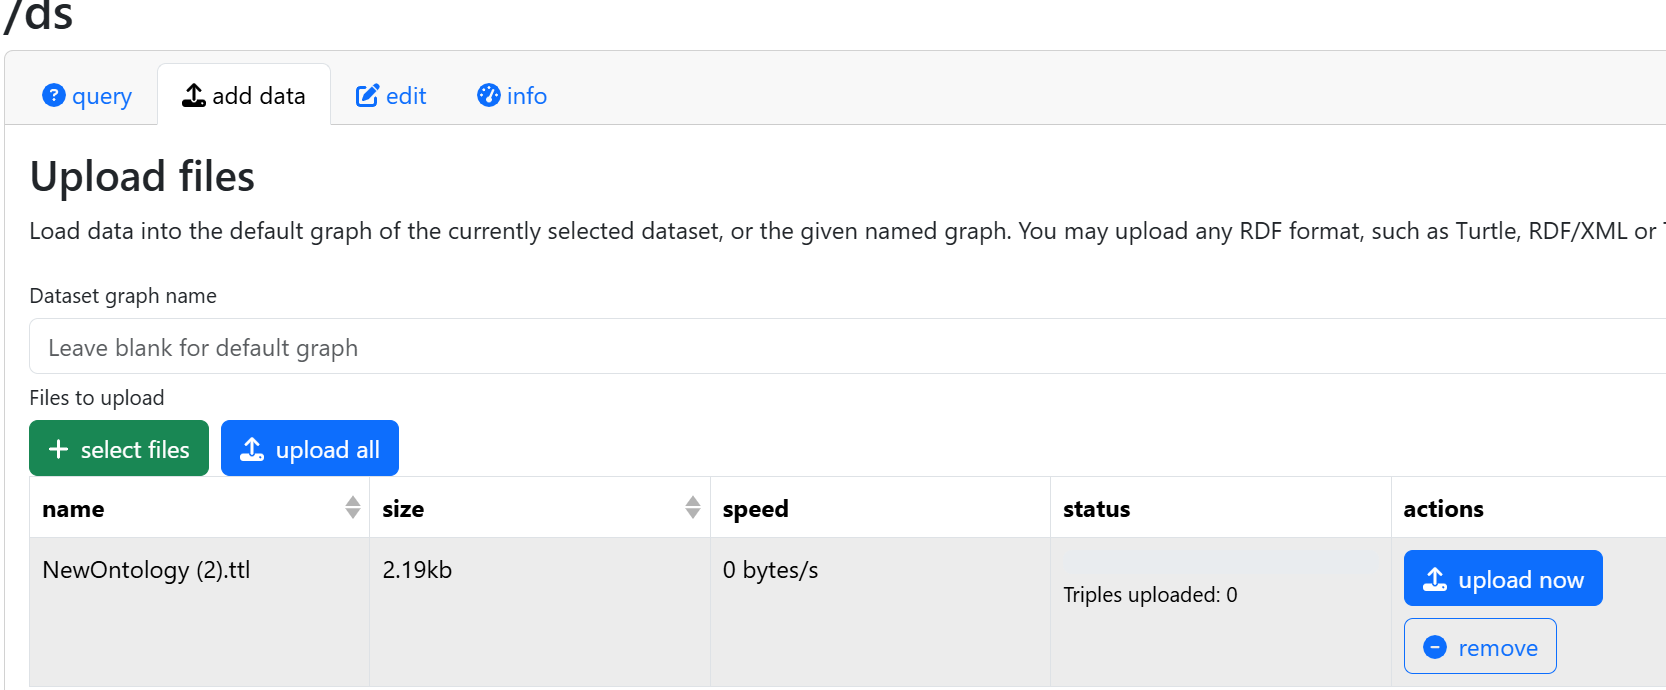 /ds
query add data edit info
Upload files
Load data into the default graph of the currently selected dataset, or the given named graph. You may upload any RDF format, such as Turtle, RDF/XML or
Dataset graph name
Leave blank for default graph
Files to upload
select files upload all
name size speed status actions
NewOntology (2).ttl 2.19kb 0 bytes/s Triples uploaded: 0 upload now
remove